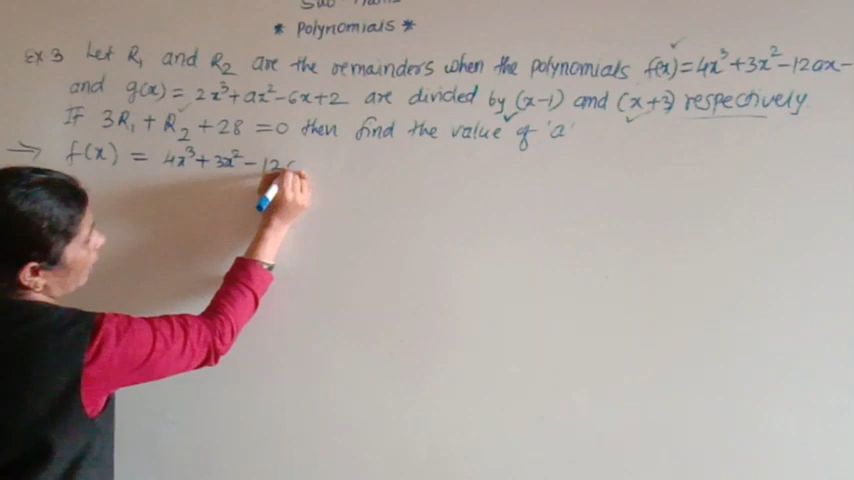 * Polynomials *
Ex 3 Let R₁ and R₂ are the remainders when the polynomials f(x) = 4x³ + 3x² - 12ax -
and g(x) = 2x³ + ax² - 6x + 2 are divided by (x-1) and (x+3) respectively
If 3R₁ + R₂ + 28 = 0 then find the value of 'a'
→ f(x) = 4x³ + 3x² - 12